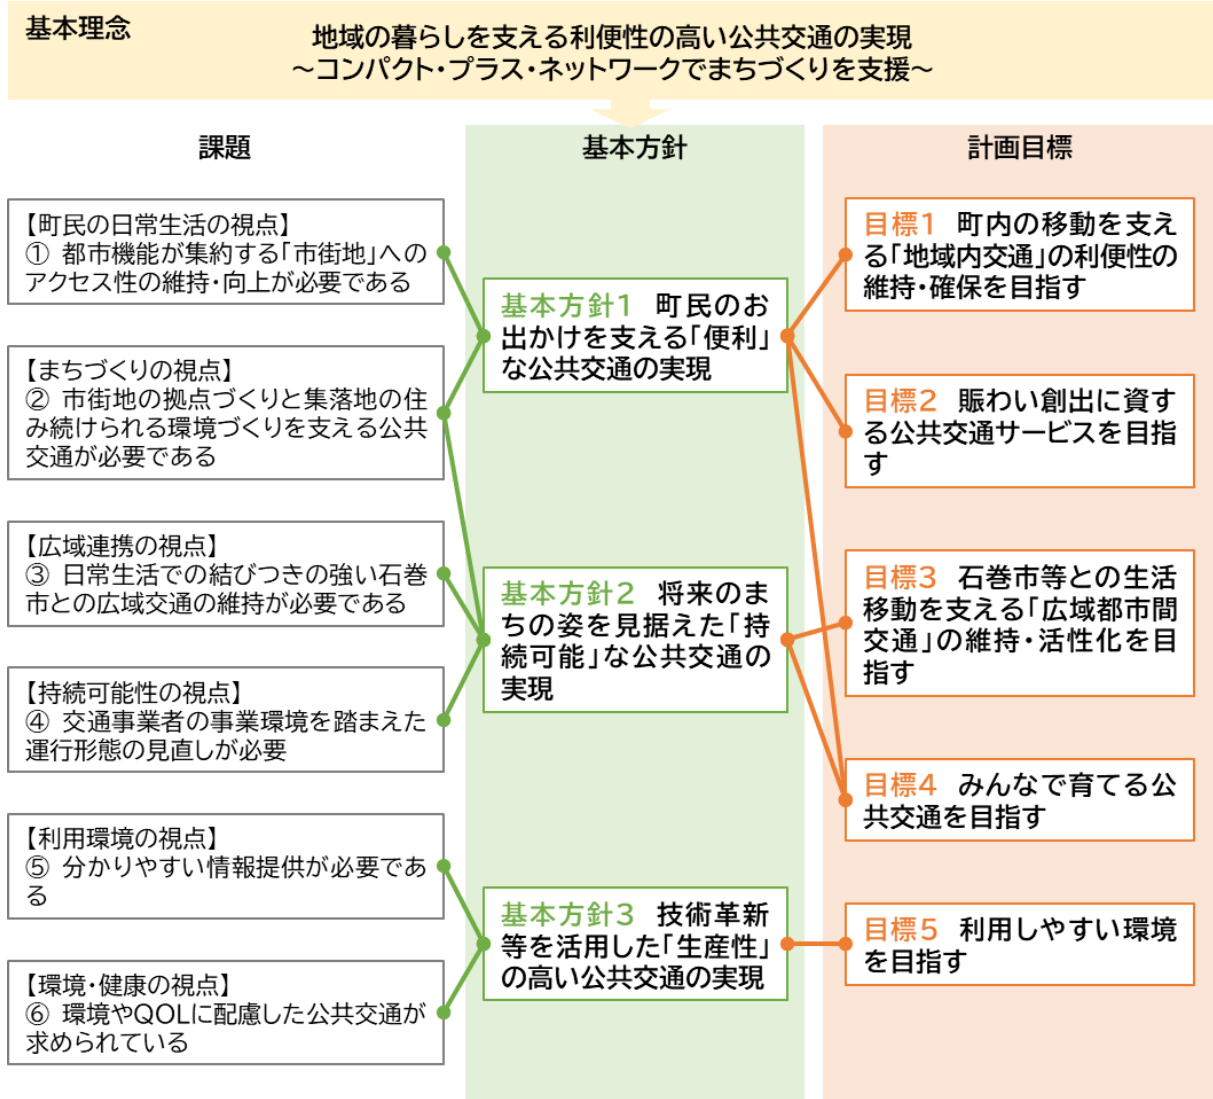 基本理念
地域の暮らしを支える利便性の高い公共交通の実現
～コンパクト・プラス・ネットワークでまちづくりを支援～
課題
【町民の日常生活の視点】
① 都市機能が集約する「市街地」への
アクセス性の維持・向上が必要である
【まちづくりの視点】
② 市街地の拠点づくりと集落地の住
み続けられる環境づくりを支える公共
交通が必要である
【広域連携の視点】
③ 日常生活での結びつきの強い石巻
市との広域交通の維持が必要である
【持続可能性の視点】
④ 交通事業者の事業環境を踏まえた
運行形態の見直しが必要
【利用環境の視点】
⑤ 分かりやすい情報提供が必要であ
る
【環境・健康の視点】
⑥ 環境やQOLに配慮した公共交通が
求められている
基本方針
基本方針1 町民のお
出かけを支える「便利」
な公共交通の実現
基本方針2 将来のま
ちの姿を見据えた「持
続可能」な公共交通の
実現
基本方針3 技術革新
等を活用した「生産性」
の高い公共交通の実現
計画目標
目標1 町内の移動を支え
る「地域内交通」の利便性の
維持・確保を目指す
目標2 賑わい創出に資す
る公共交通サービスを目指
す
目標3 石巻市等との生活
移動を支える「広域都市間
交通」の維持・活性化を目
指す
目標4 みんなで育てる公
共交通を目指す
目標5 利用しやすい環境
を目指す